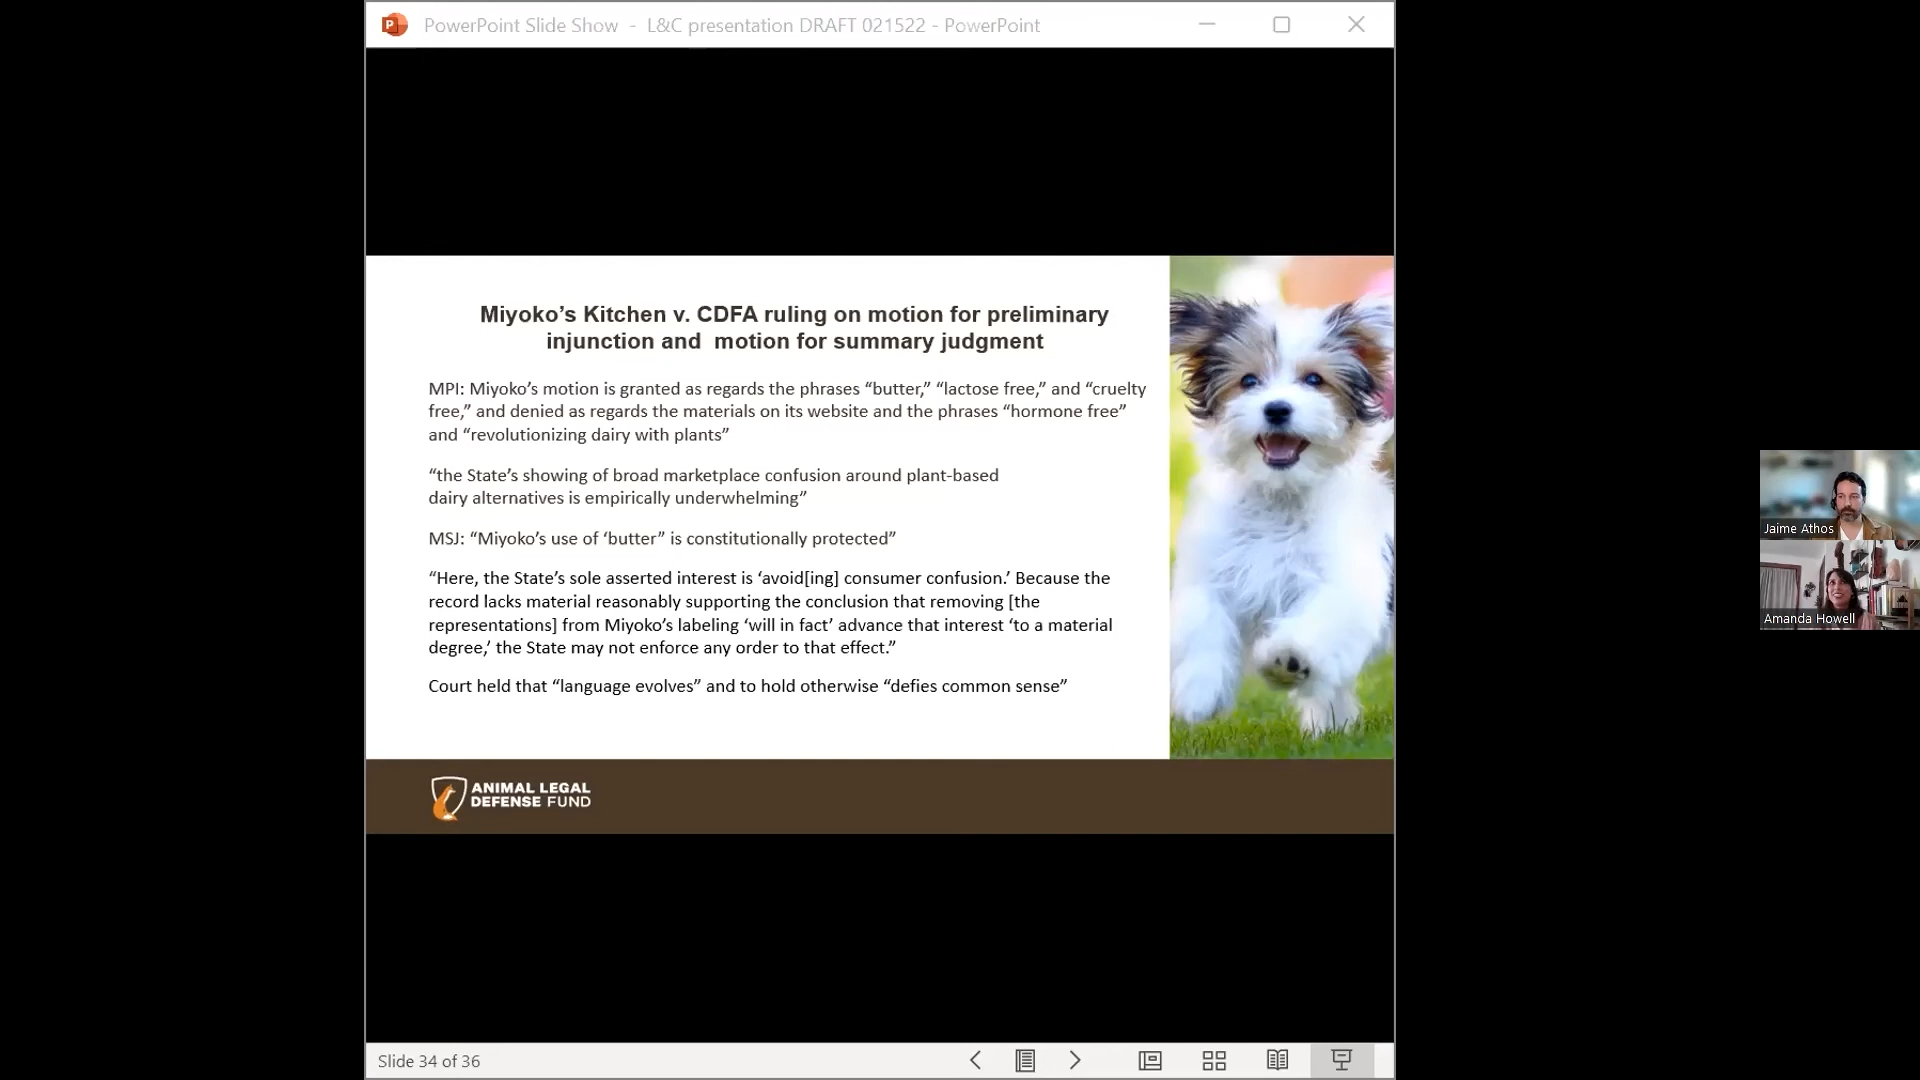 PowerPoint Slide Show - L&C presentation DRAFT 021522 - PowerPoint
Miyoko’s Kitchen v. CDFA ruling on motion for preliminary
injunction and motion for summary judgment
MPI: Miyoko’s motion is granted as regards the phrases “butter,” “lactose free,” and “cruelty
free,” and denied as regards the materials on its website and the phrases “hormone free”
and “revolutionizing dairy with plants”
“the State’s showing of broad marketplace confusion around plant-based
dairy alternatives is empirically underwhelming”
MSJ: “Miyoko’s use of ‘butter” is constitutionally protected”
“Here, the State’s sole asserted interest is ‘avoid[ing] consumer confusion.’ Because the
record lacks material reasonably supporting the conclusion that removing [the
representations] from Miyoko’s labeling ‘will in fact’ advance that interest ‘to a material
degree,’ the State may not enforce any order to that effect.”
Court held that “language evolves” and to hold otherwise “defies common sense”
ANIMAL LEGAL
DEFENSE FUND
Jaime Athos
Amanda Howell
Slide 34 of 36